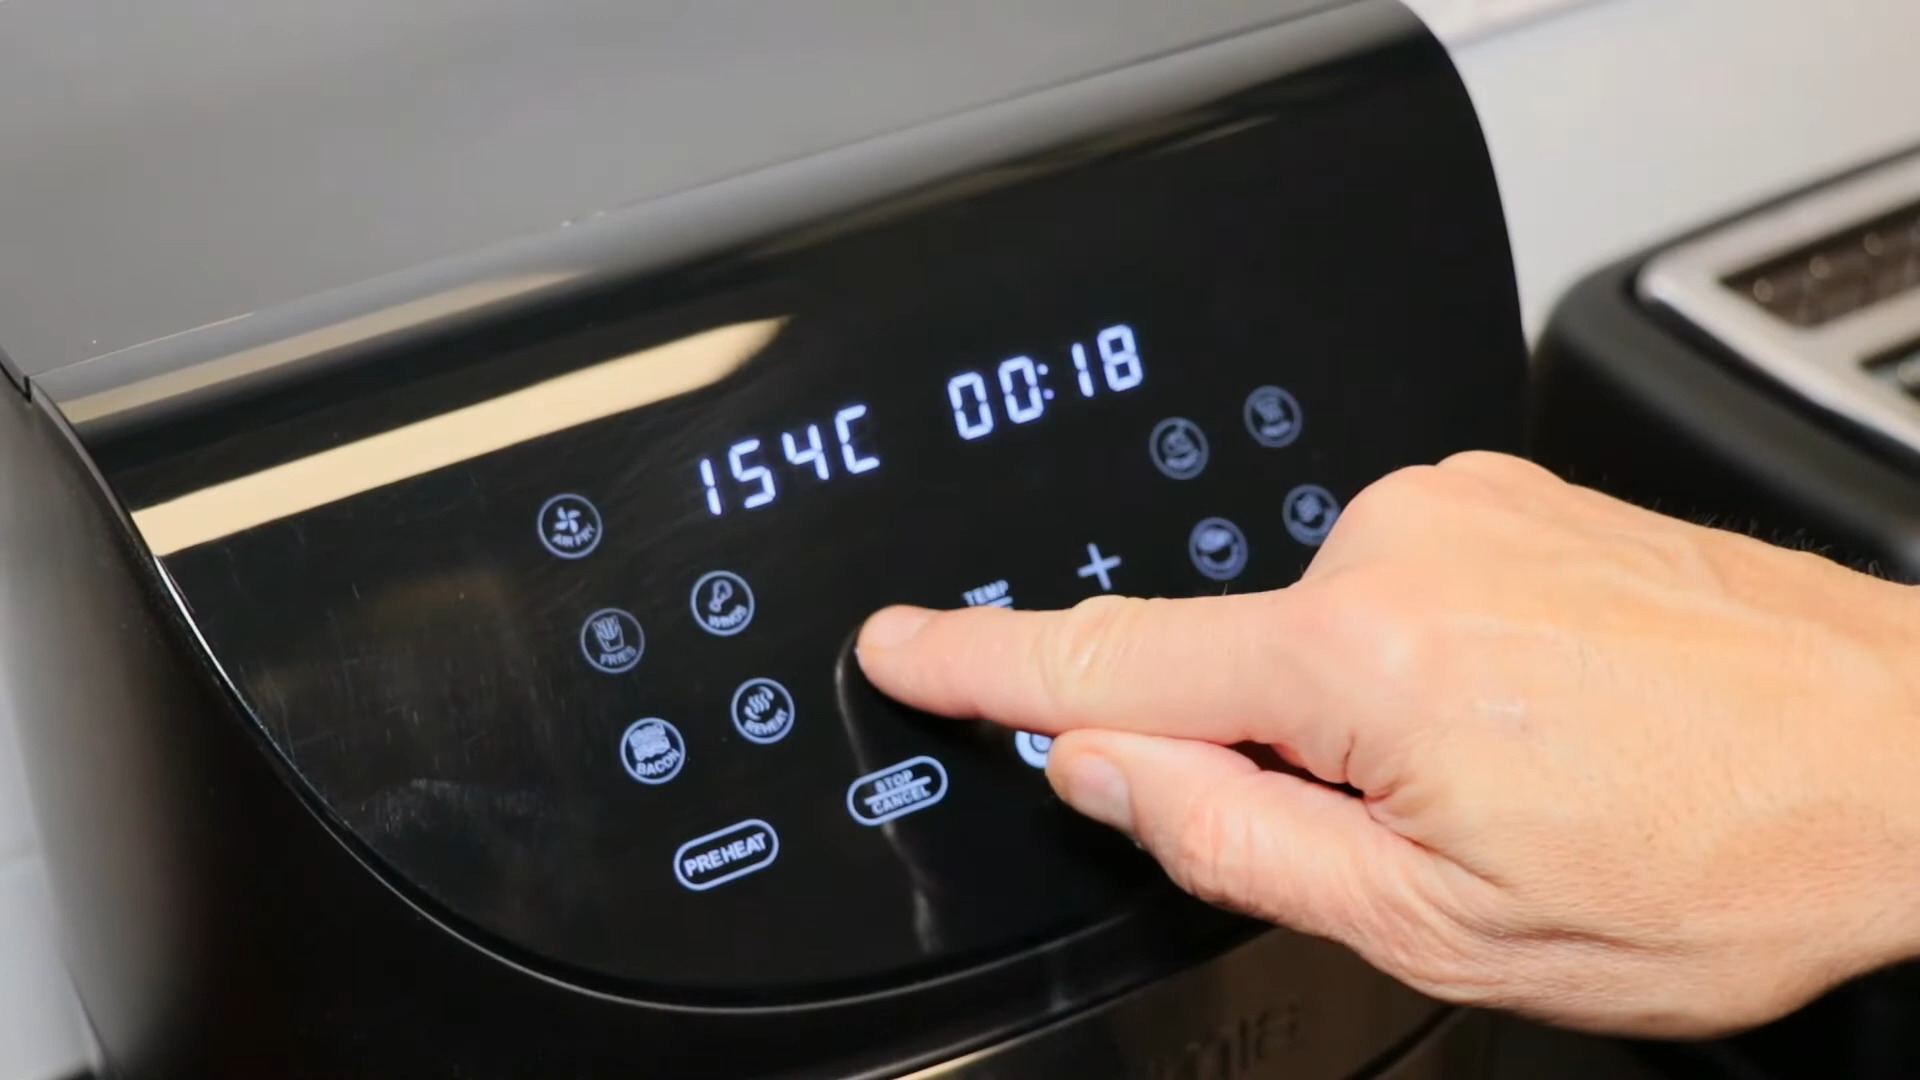 154C 00:18
AIR FRY
TEMP
+
WINGS
FRIES
REHEAT
BACON
STOP
CANCEL
PREHEAT